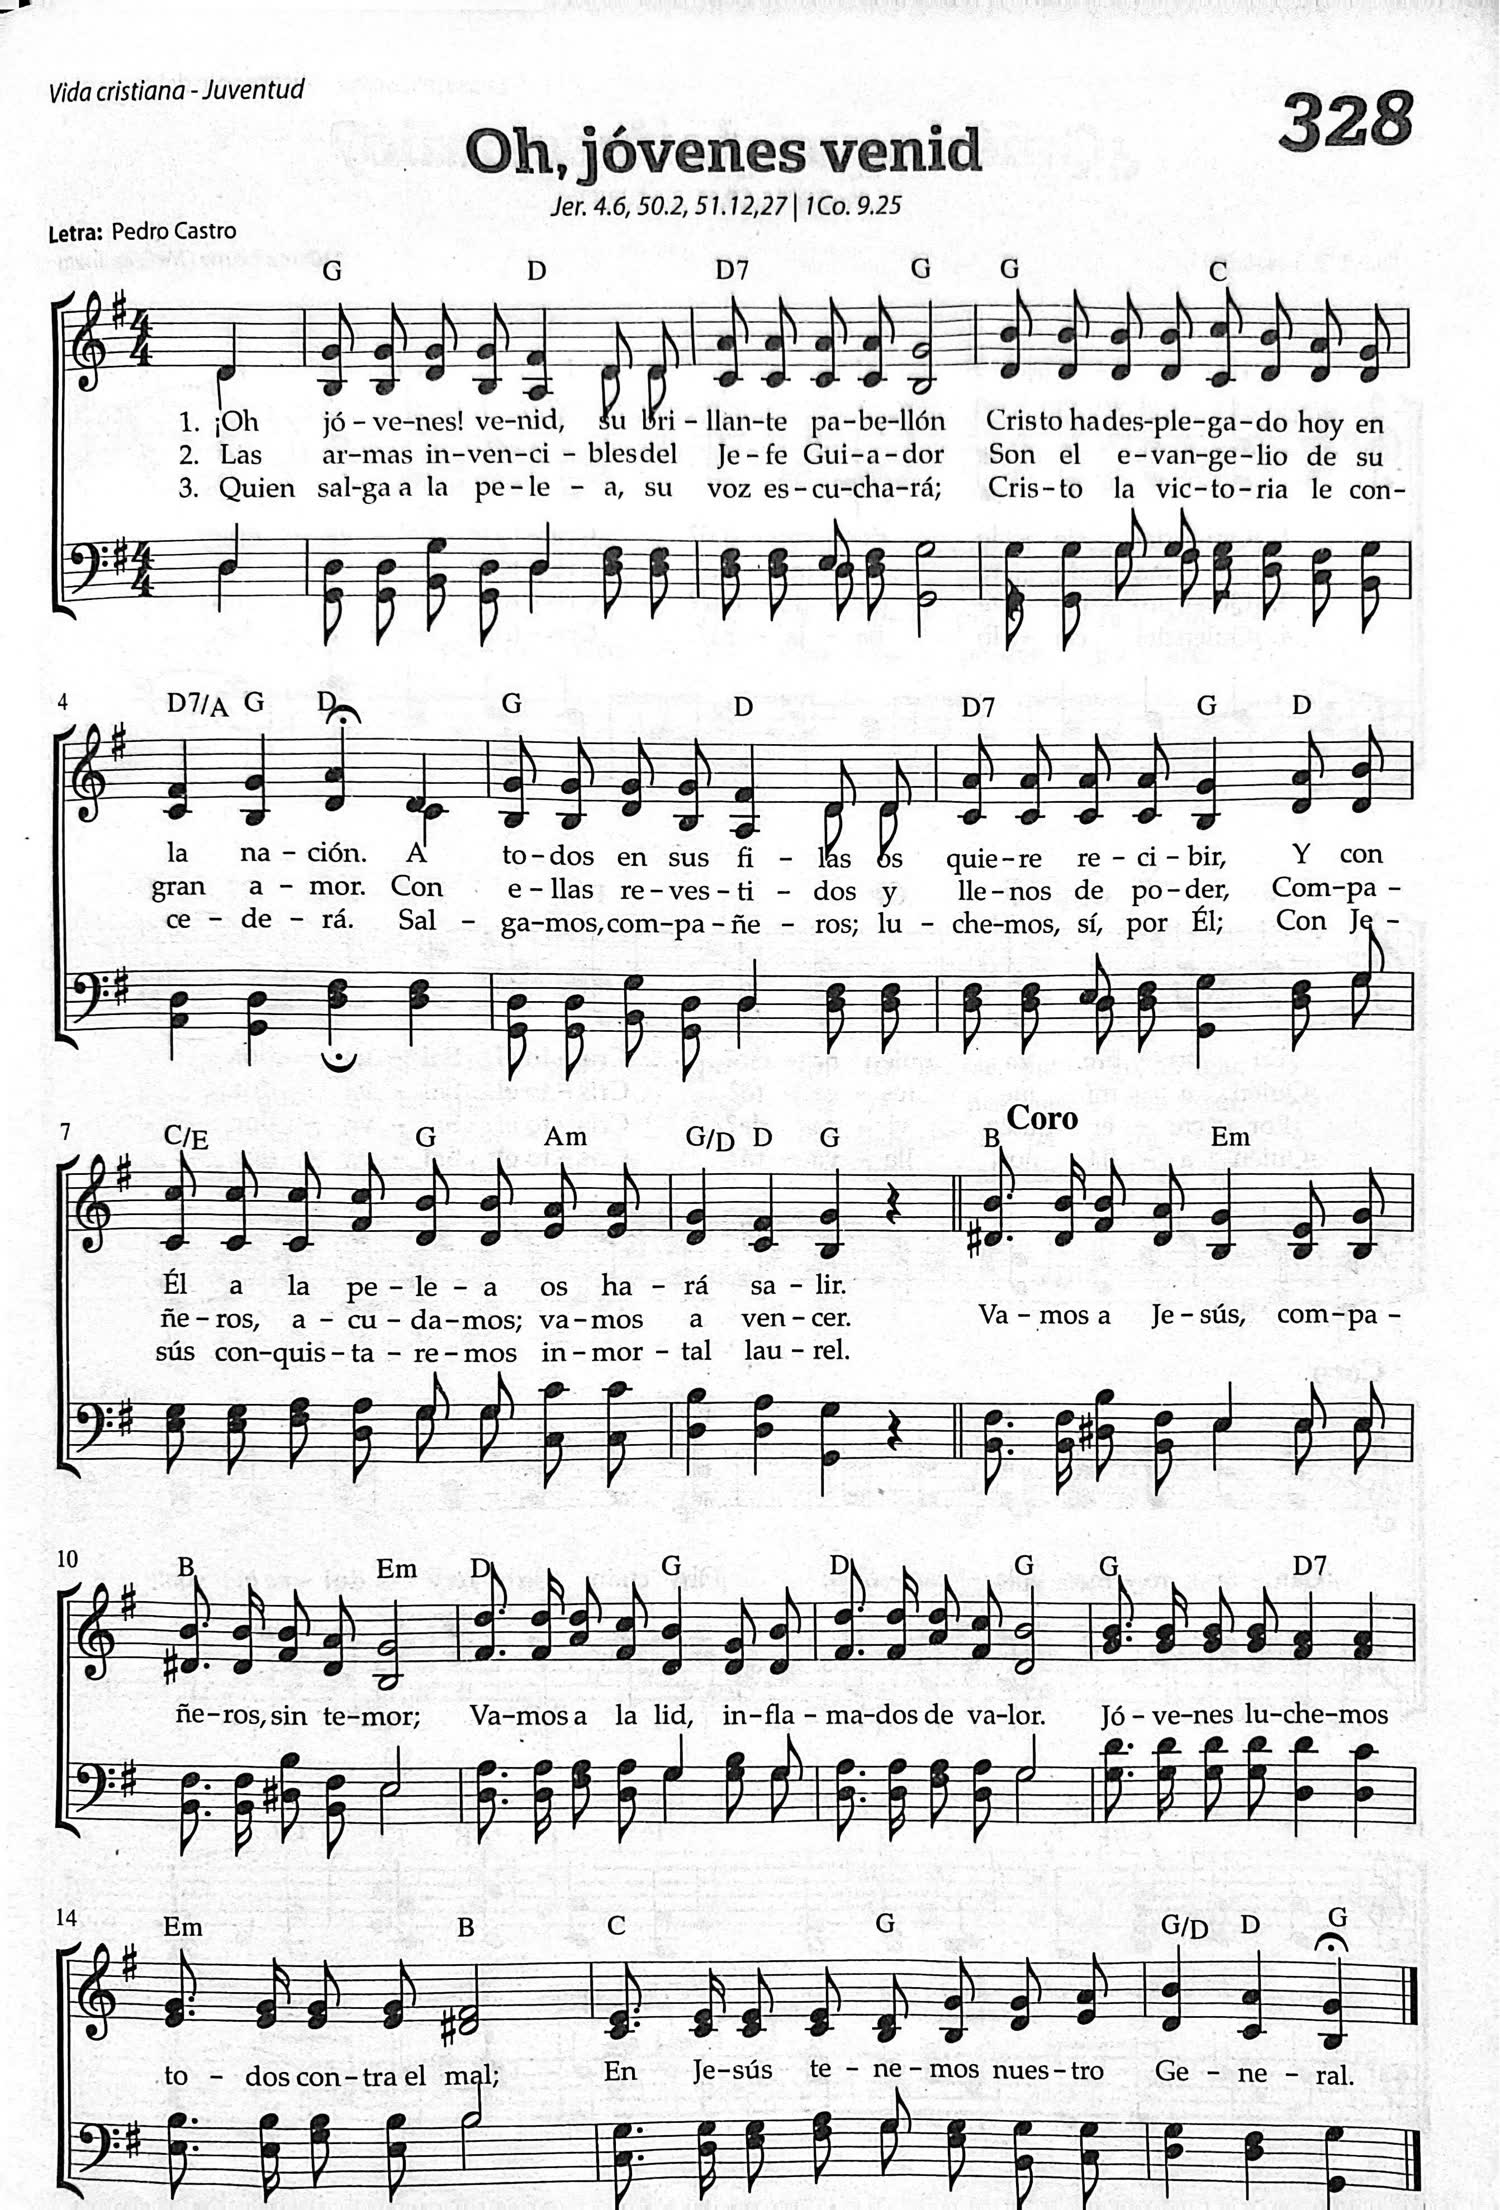 Vida cristiana - Juventud
328
Oh, jóvenes venid
Jer. 4.6, 50.2, 51.12,27 | 1Co. 9.25
Letra: Pedro Castro
G D D7 G G C
4/4
1. ¡Oh jó-ve-nes! ve-nid, su bri-llan-te pa-be-llón Cristo ha des-ple-ga-do hoy en
2. Las ar-mas in-ven-ci-bles del Je-fe Gui-a-dor Son el e-van-ge-lio de su
3. Quien sal-ga a la pe-le-a, su voz es-cu-cha-rá; Cris-to la vic-to-ria le con-
4/4
4 D7/A G D G D D7 G D
la na-ción. A to-dos en sus fi-las os quie-re re-ci-bir, Y con
gran a-mor. Con e-llas re-ves-ti-dos y lle-nos de po-der, Com-pa-
ce-de-rá. Sal-ga-mos, com-pa-ñe-ros; lu-che-mos, sí, por Él; Con Je-
Coro
7 C/E G Am G/D D G B Em
Él a la pe-le-a os ha-rá sa-lir.
ñe-ros, a-cu-da-mos; va-mos a ven-cer. Va-mos a Je-sús, com-pa-
sús con-quis-ta-re-mos in-mor-tal lau-rel.
10 B Em D G D G G D7
ñe-ros, sin te-mor; Va-mos a la lid, in-fla-ma-dos de va-lor. Jó-ve-nes lu-che-mos
14 Em B C G G/D D G
to-dos con-tra el mal; En Je-sús te-ne-mos nues-tro Ge-ne-ral.